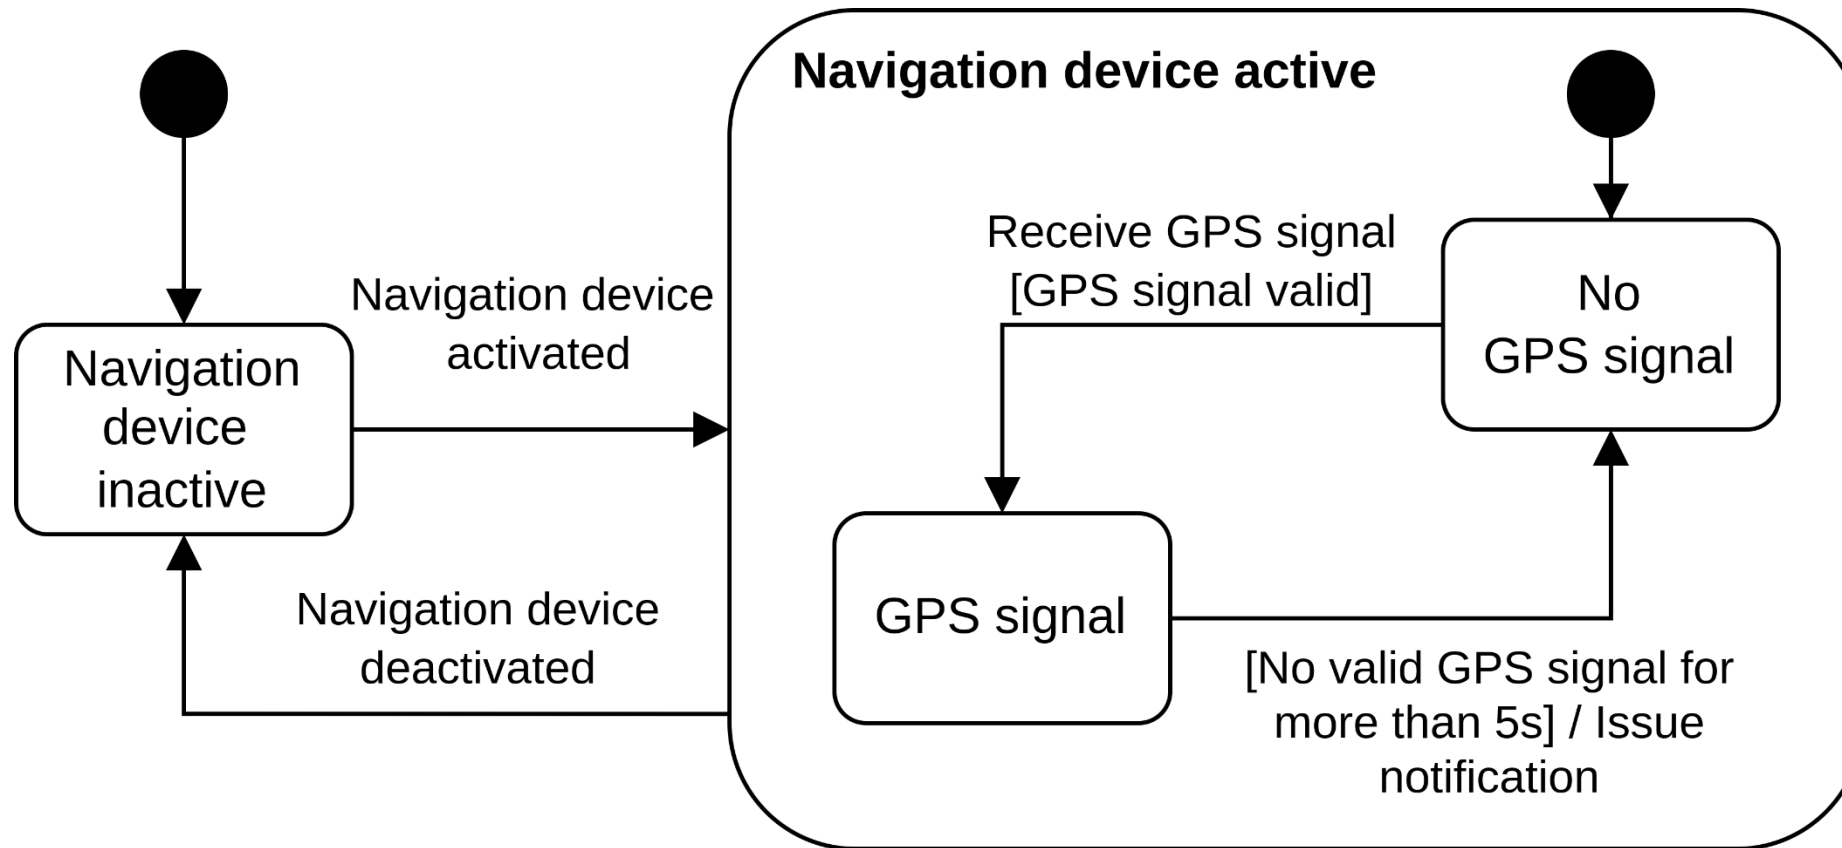 Navigation device active
Navigation device
activated
Navigation
device
inactive
Navigation device
deactivated
Receive GPS signal
[GPS signal valid]
No
GPS signal
GPS signal
[No valid GPS signal for
more than 5s] / Issue
notification